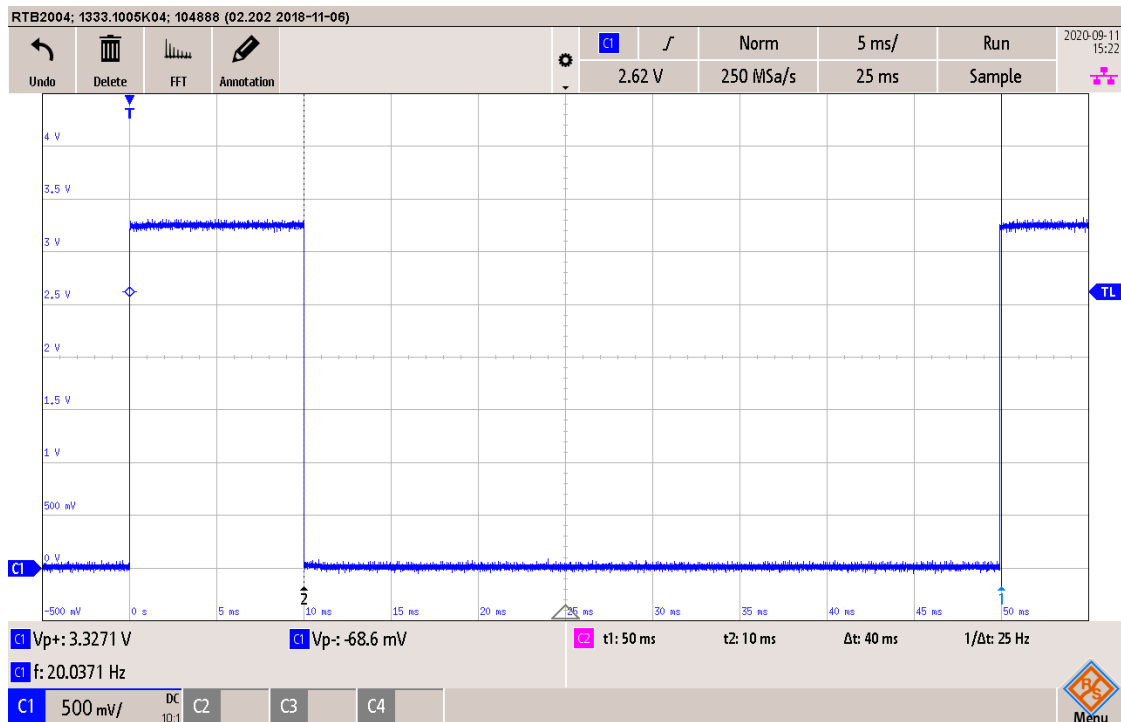 RTB2004; 1333.1005K04; 104888 (02.202 2018-11-06)
Undo Delete FFT Annotation
C1 Norm 5 ms/ Run
2.62 V 250 MSa/s 25 ms Sample
2020-09-11
15:22
T
4 V
3.5 V
3 V
2.5 V
TL
2 V
1.5 V
1 V
500 mV
0 V
C1
2 1
-500 mV 0 s 5 ms 10 ms 15 ms 20 ms 25 ms 30 ms 35 ms 40 ms 45 ms 50 ms
C1 Vp+: 3.3271 V C1 Vp-: -68.6 mV C2 t1: 50 ms t2: 10 ms Δt: 40 ms 1/Δt: 25 Hz
C1 f: 20.0371 Hz
C1 500 mV/ DC 10:1 C2 C3 C4
R&S
Menu